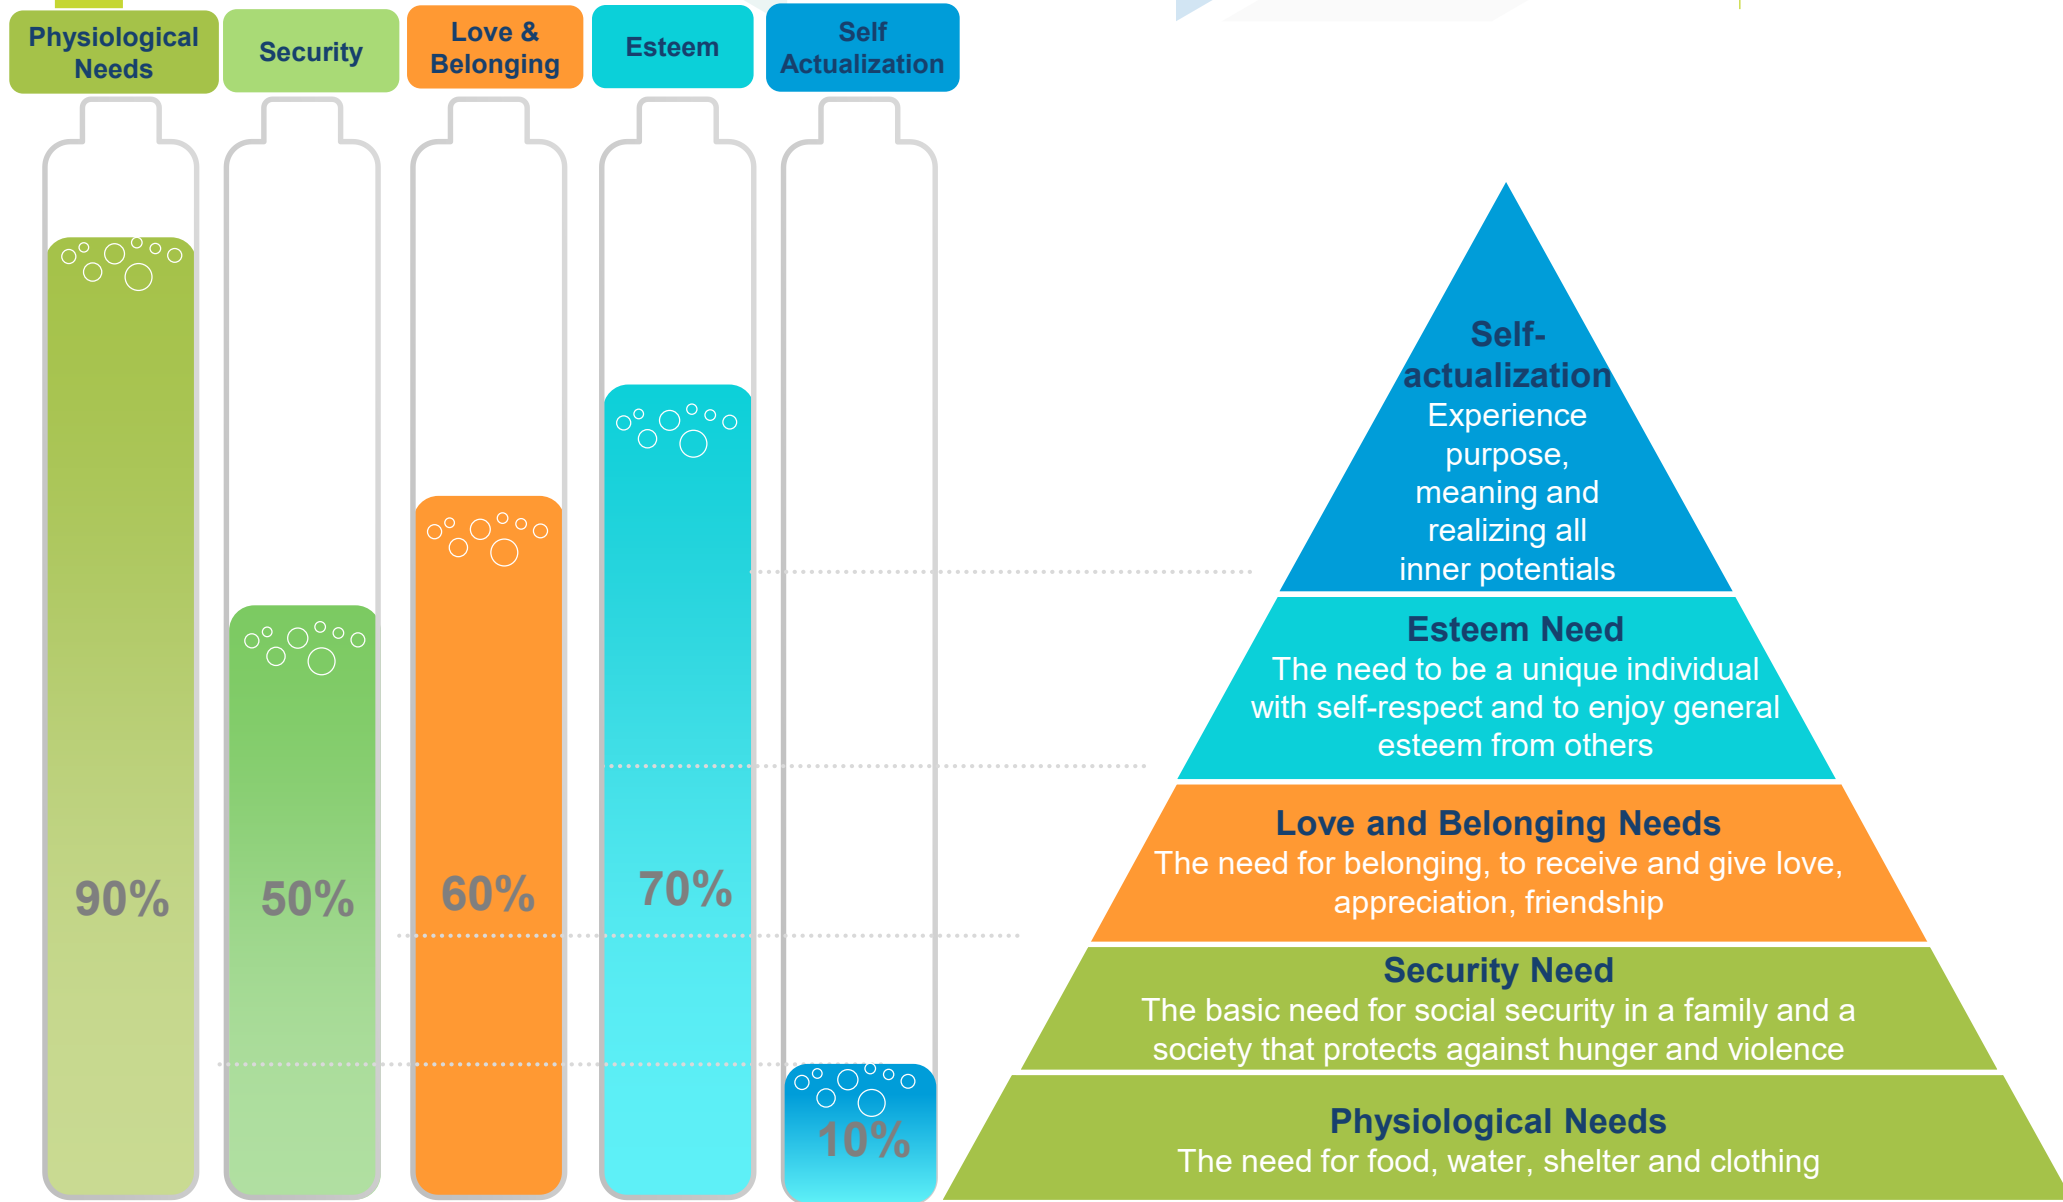 Physiological
Needs
Security
Love &
Belonging
Esteem
Self
Actualization
90%
50%
60%
70%
10%
Self-
actualization
Experience
purpose,
meaning and
realizing all
inner potentials
Esteem Need
The need to be a unique individual
with self-respect and to enjoy general
esteem from others
Love and Belonging Needs
The need for belonging, to receive and give love,
appreciation, friendship
Security Need
The basic need for social security in a family and a
society that protects against hunger and violence
Physiological Needs
The need for food, water, shelter and clothing